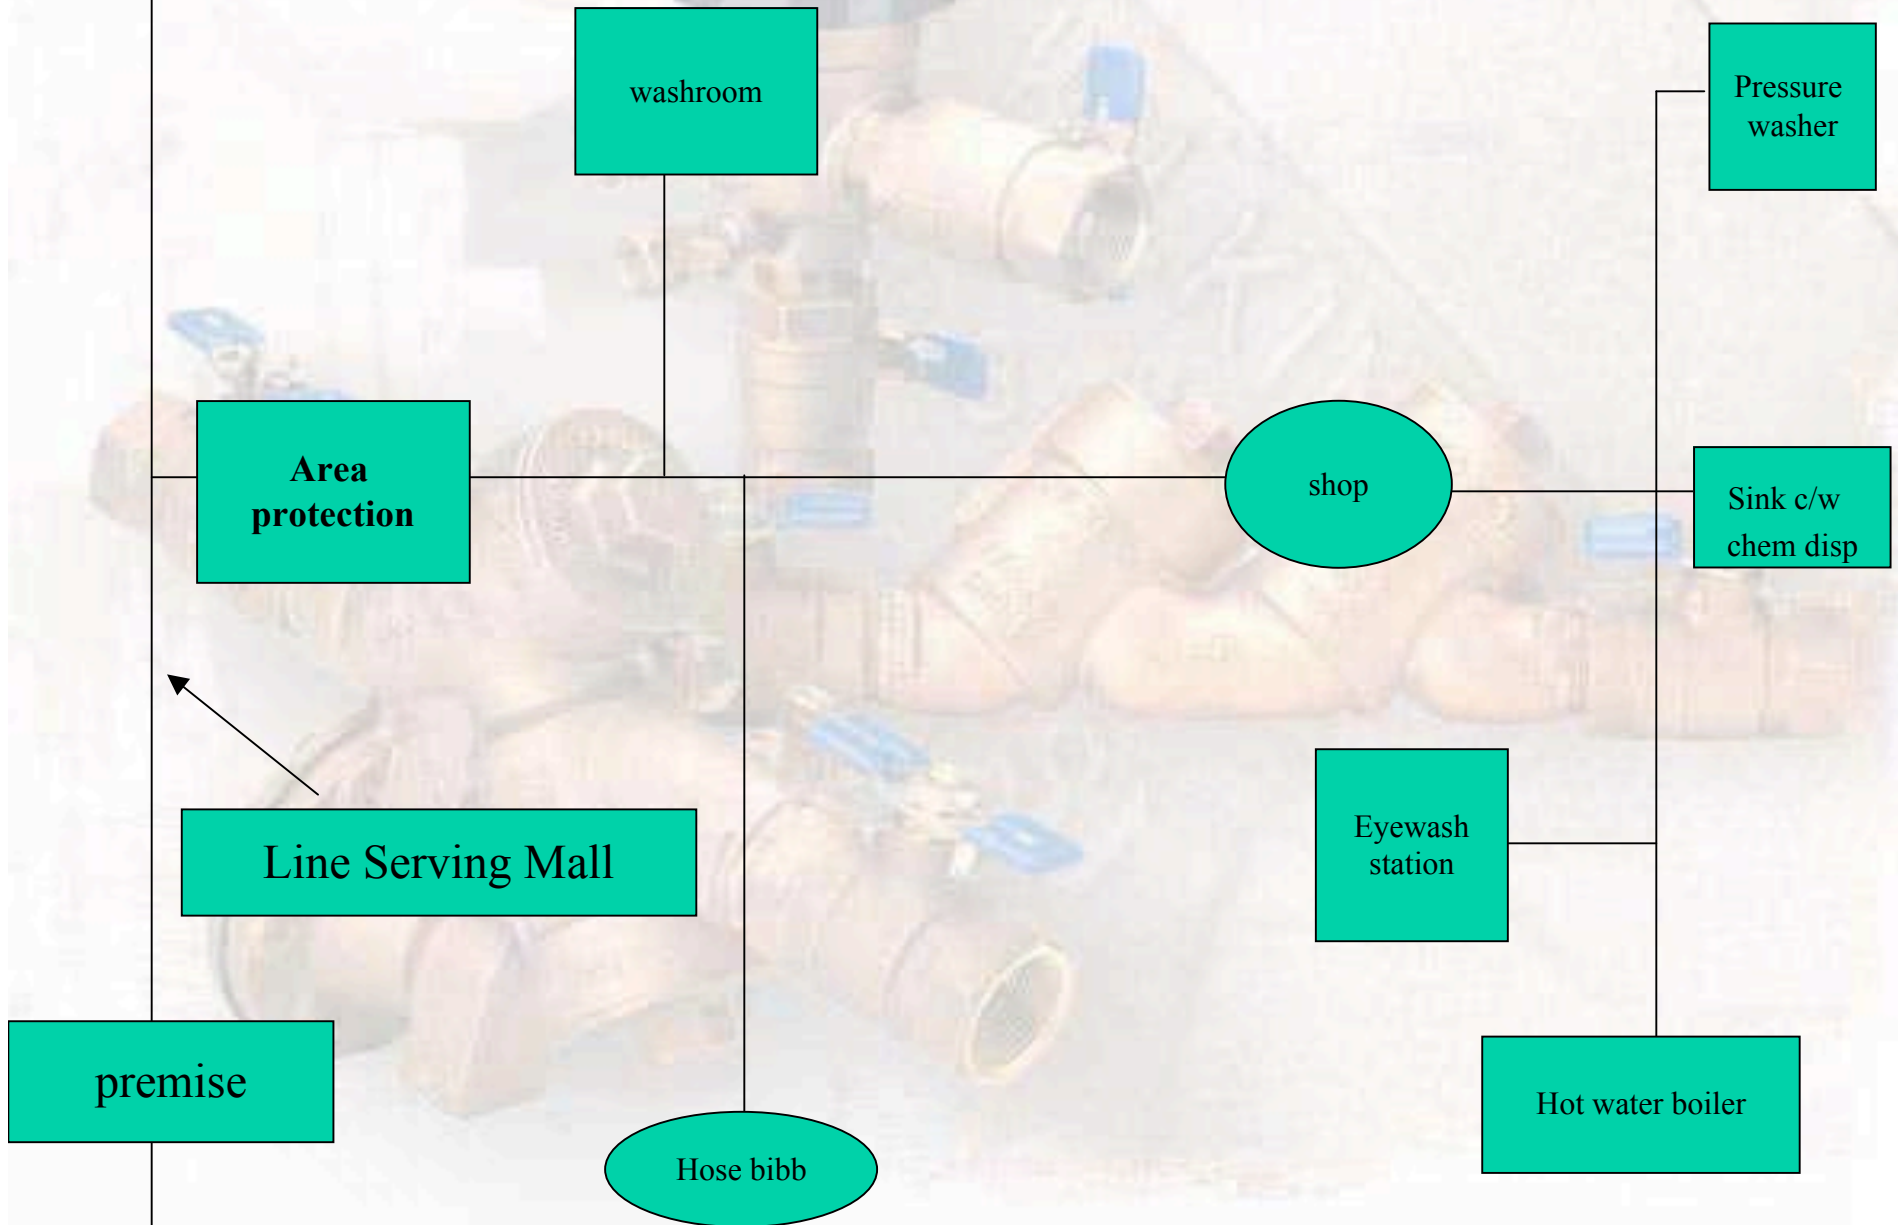 washroom
Pressure
washer
Area
protection
shop
Sink c/w
chem disp
Line Serving Mall
Eyewash
station
premise
Hot water boiler
Hose bibb